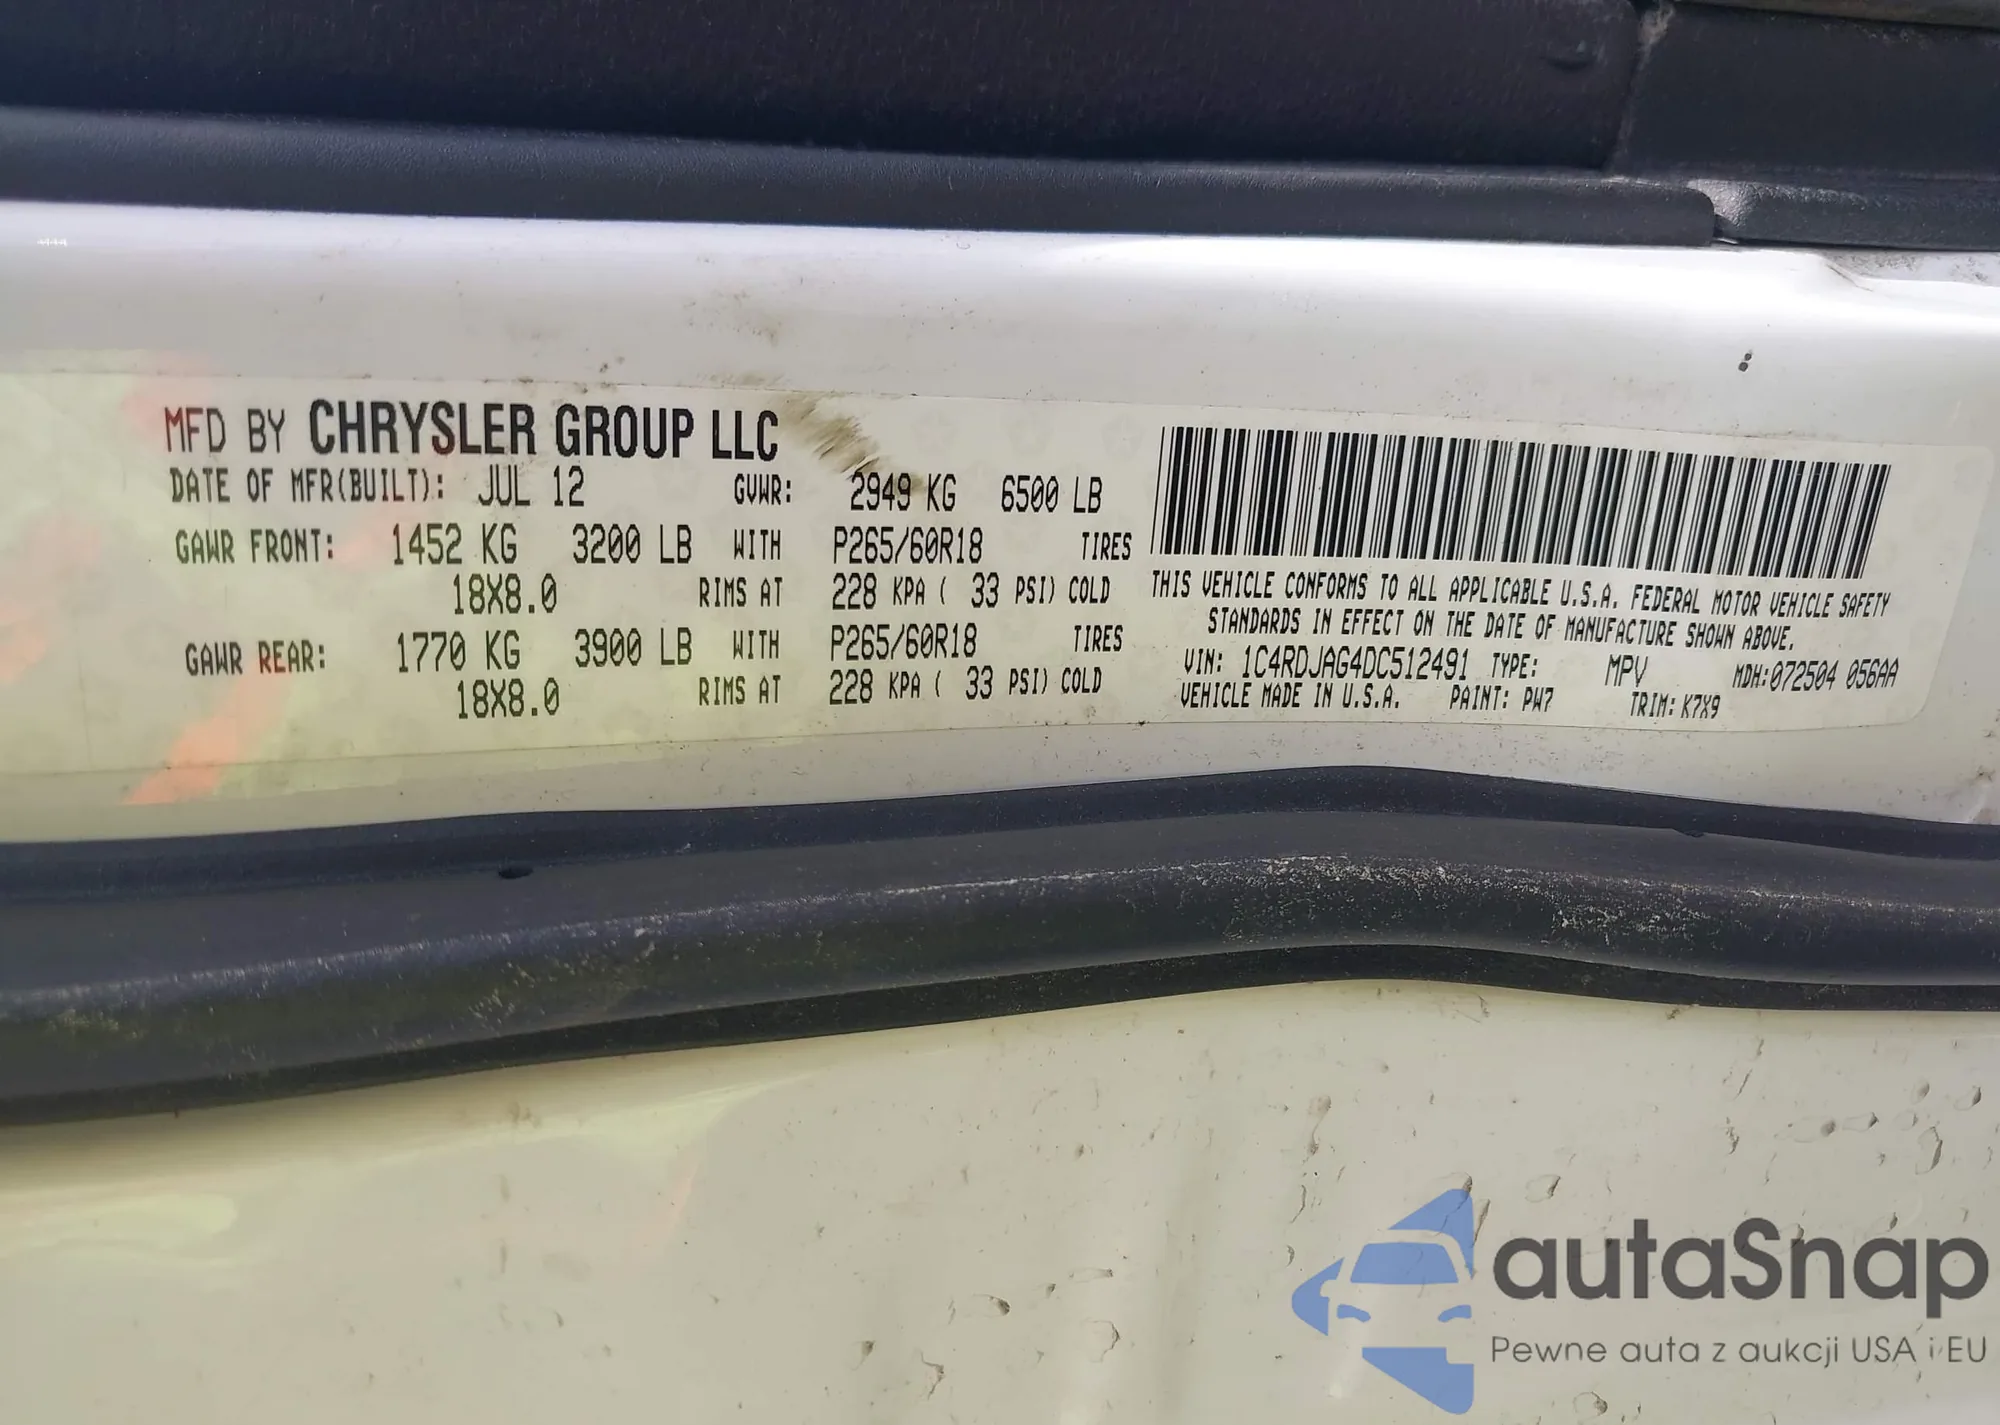 MFD BY CHRYSLER GROUP LLC
DATE OF MFR(BUILT): JUL 12 GVWR: 2949 KG 6500 LB
GAWR FRONT: 1452 KG 3200 LB WITH P265/60R18 TIRES
18X8.0 RIMS AT 228 KPA ( 33 PSI) COLD
GAWR REAR: 1770 KG 3900 LB WITH P265/60R18 TIRES
18X8.0 RIMS AT 228 KPA ( 33 PSI) COLD
THIS VEHICLE CONFORMS TO ALL APPLICABLE U.S.A. FEDERAL MOTOR VEHICLE SAFETY
STANDARDS IN EFFECT ON THE DATE OF MANUFACTURE SHOWN ABOVE.
VIN: 1C4RDJAG4DC512491 TYPE: MPV MDH:072504 056AA
VEHICLE MADE IN U.S.A. PAINT: PW7 TRIM: K7X9
autaSnap
Pewne auta z aukcji USA i EU